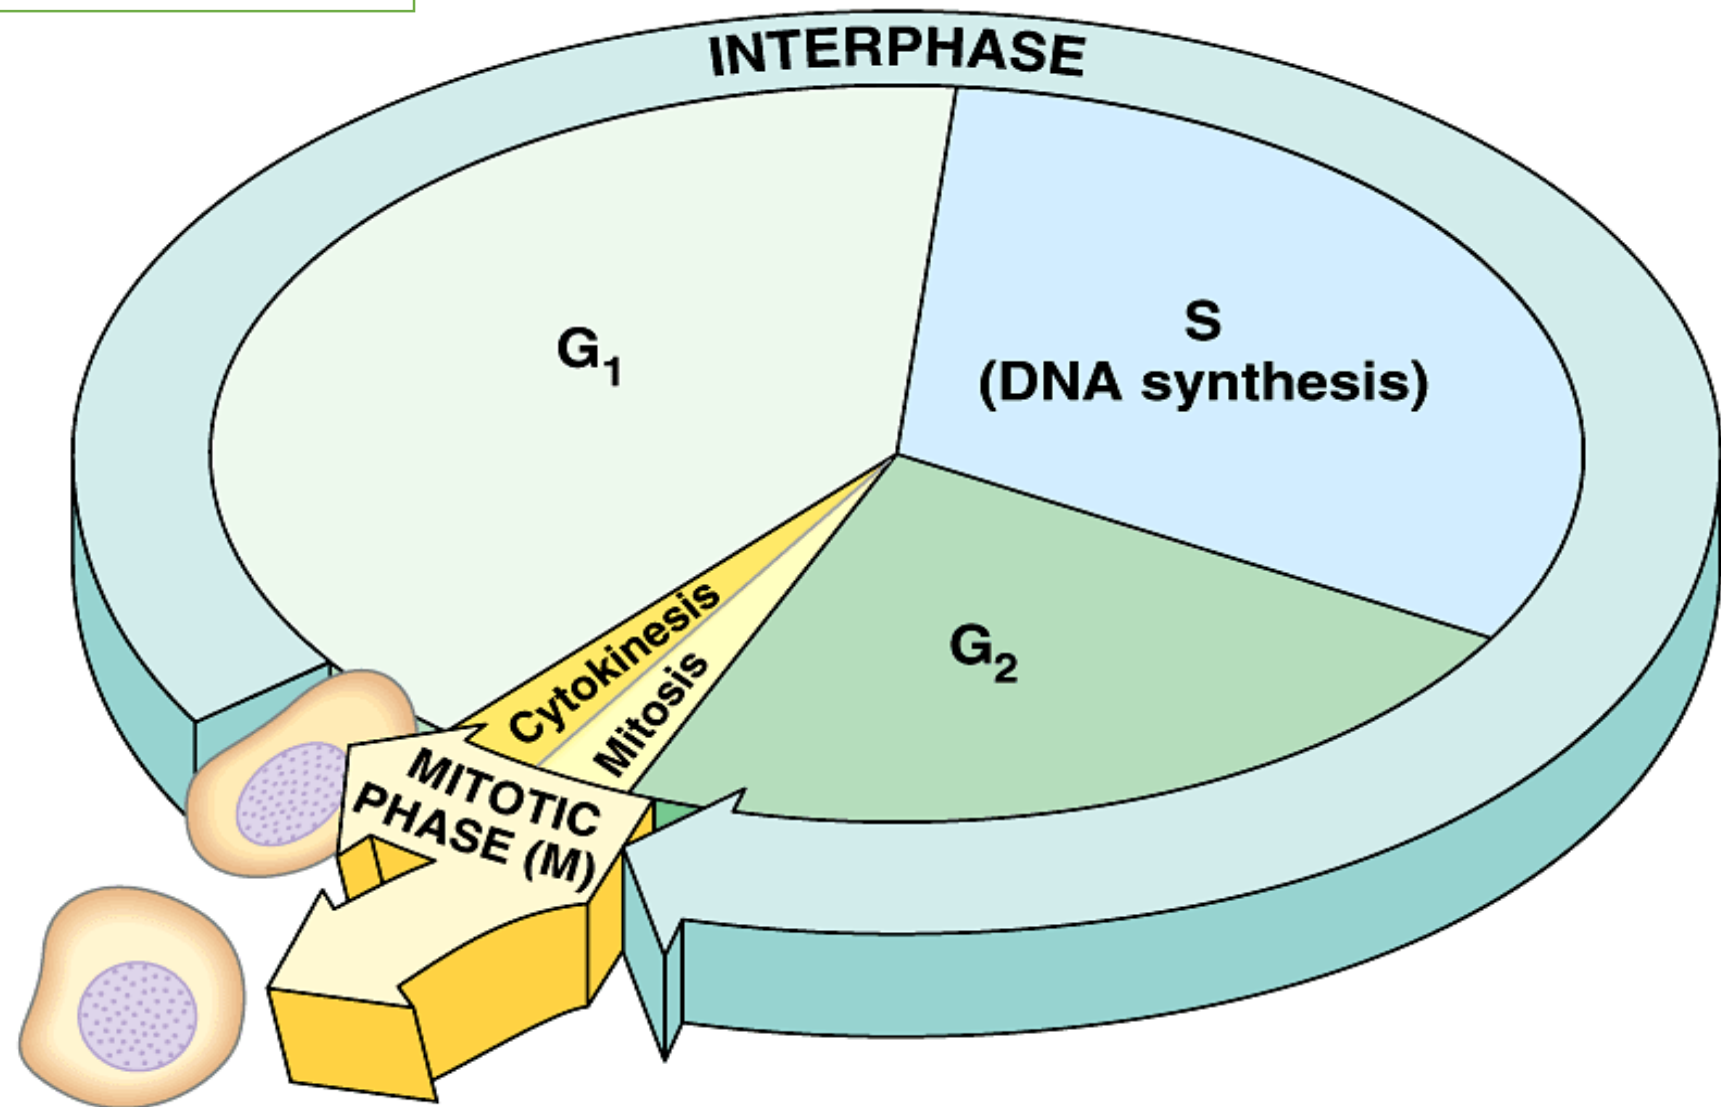 INTERPHASE
G₁
S
(DNA synthesis)
G₂
Cytokinesis
Mitosis
MITOTIC
PHASE (M)